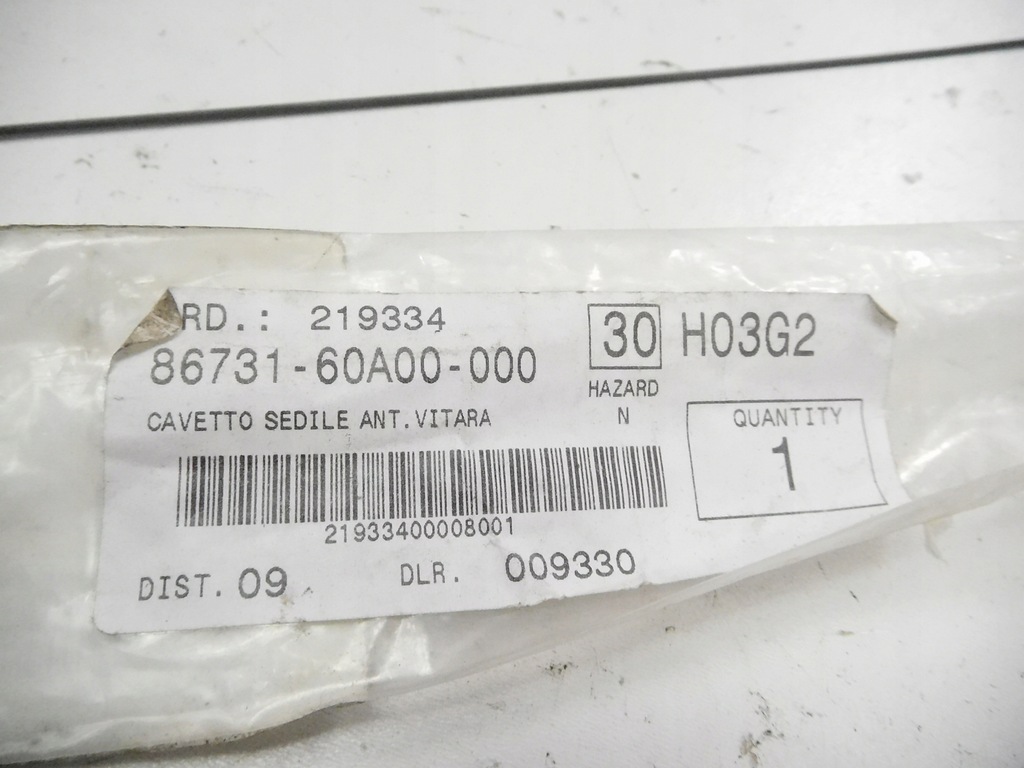 RD.: 219334
30 H03G2
86731-60A00-000
HAZARD
CAVETTO SEDILE ANT.VITARA
N
QUANTITY
1
21933400008001
DIST. 09
DLR. 009330